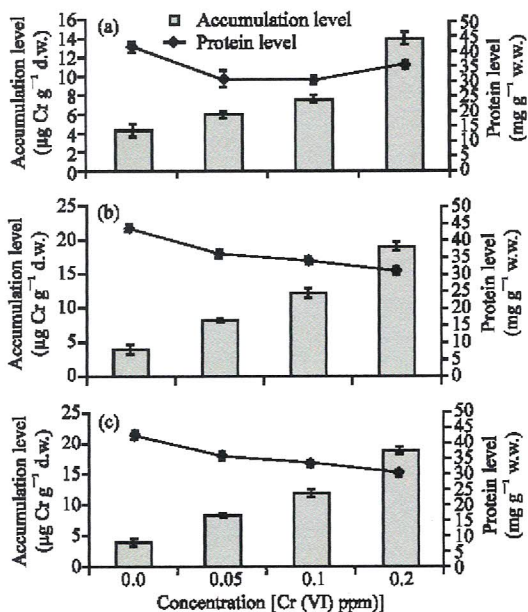 (a)
Accumulation level
Protein level
Accumulation level
(µg Cr g⁻¹ d.w.)
16
14
12
10
8
6
4
2
0
50
45
40
35
30
25
20
15
10
5
0
Protein level
(mg g⁻¹ w.w.)
(b)
Accumulation level
(µg Cr g⁻¹ d.w.)
25
20
15
10
5
0
50
45
40
35
30
25
20
15
10
5
0
Protein level
(mg g⁻¹ w.w.)
(c)
Accumulation level
(µg Cr g⁻¹ d.w.)
25
20
15
10
5
0
50
45
40
35
30
25
20
15
10
5
0
Protein level
(mg g⁻¹ w.w.)
0.0 0.05 0.1 0.2
Concentration [Cr (VI) ppm)]